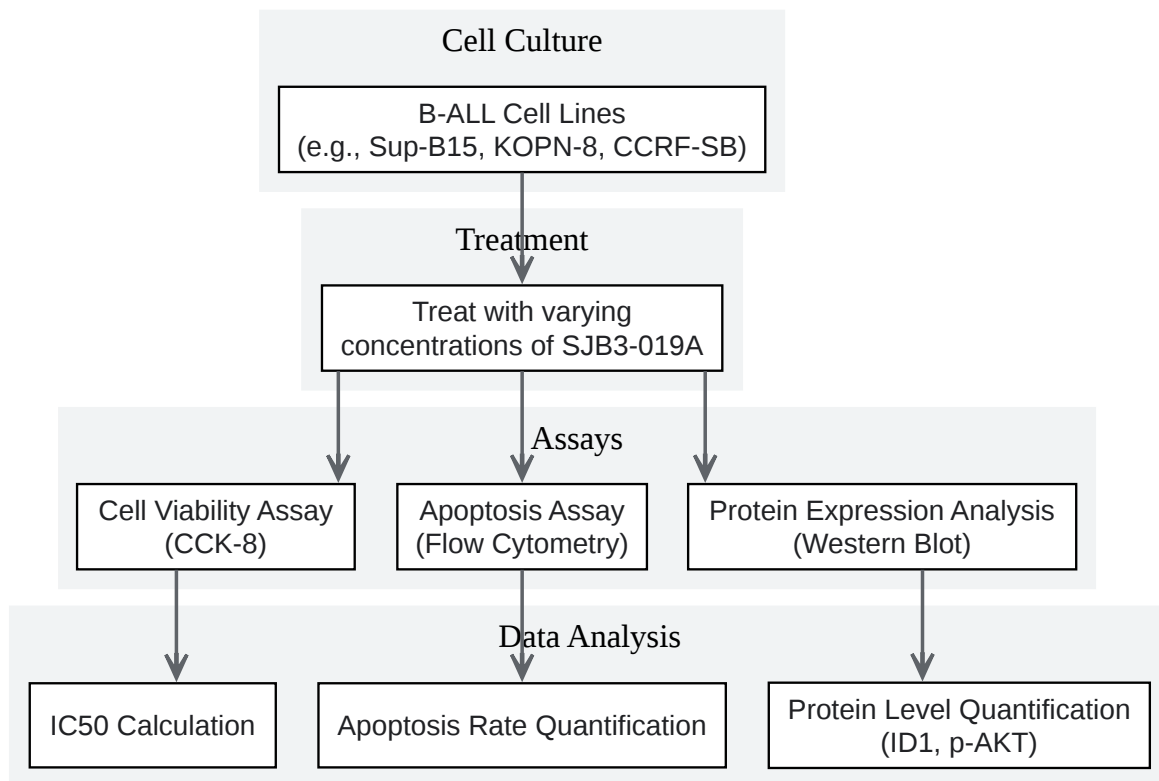 Cell Culture
B-ALL Cell Lines
(e.g., Sup-B15, KOPN-8, CCRF-SB)
Treatment
Treat with varying
concentrations of SJB3-019A
Assays
Cell Viability Assay
(CCK-8)
Apoptosis Assay
(Flow Cytometry)
Protein Expression Analysis
(Western Blot)
Data Analysis
IC50 Calculation
Apoptosis Rate Quantification
Protein Level Quantification
(ID1, p-AKT)